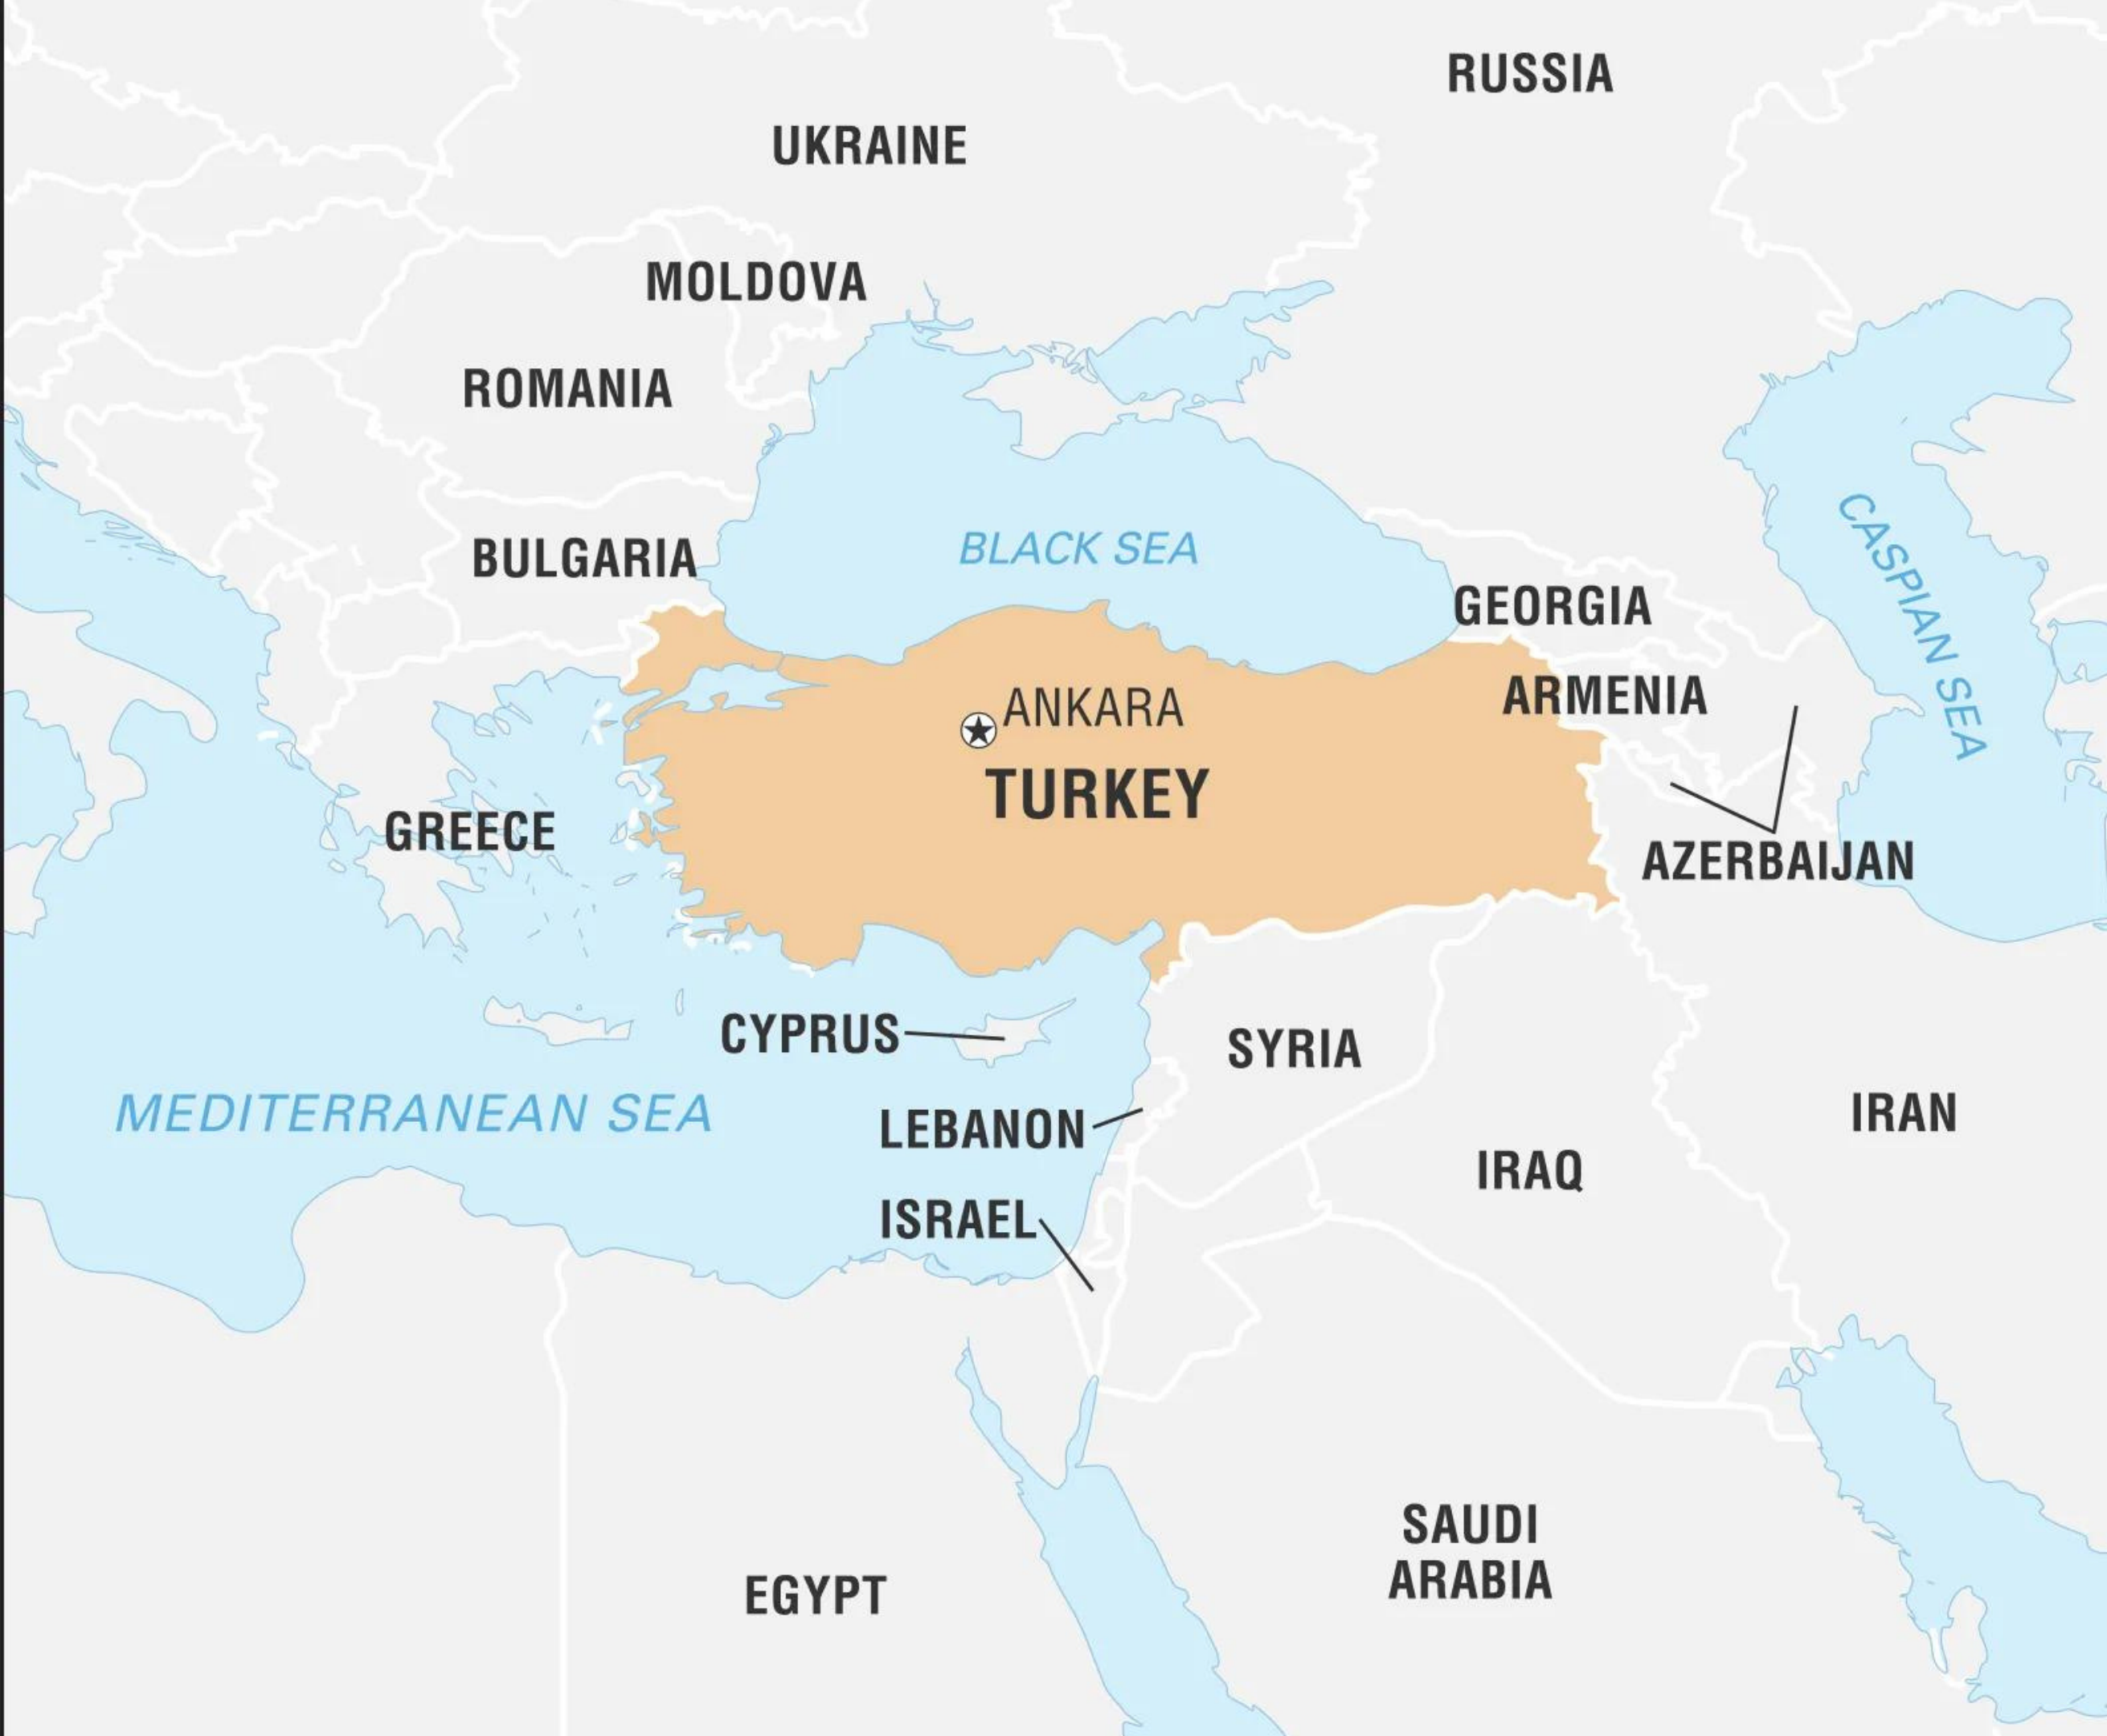 RUSSIA
UKRAINE
MOLDOVA
ROMANIA
BULGARIA
BLACK SEA
CASPIAN SEA
GEORGIA
ARMENIA
ANKARA
TURKEY
GREECE
AZERBAIJAN
CYPRUS
SYRIA
MEDITERRANEAN SEA
LEBANON
IRAN
IRAQ
ISRAEL
SAUDI
ARABIA
EGYPT